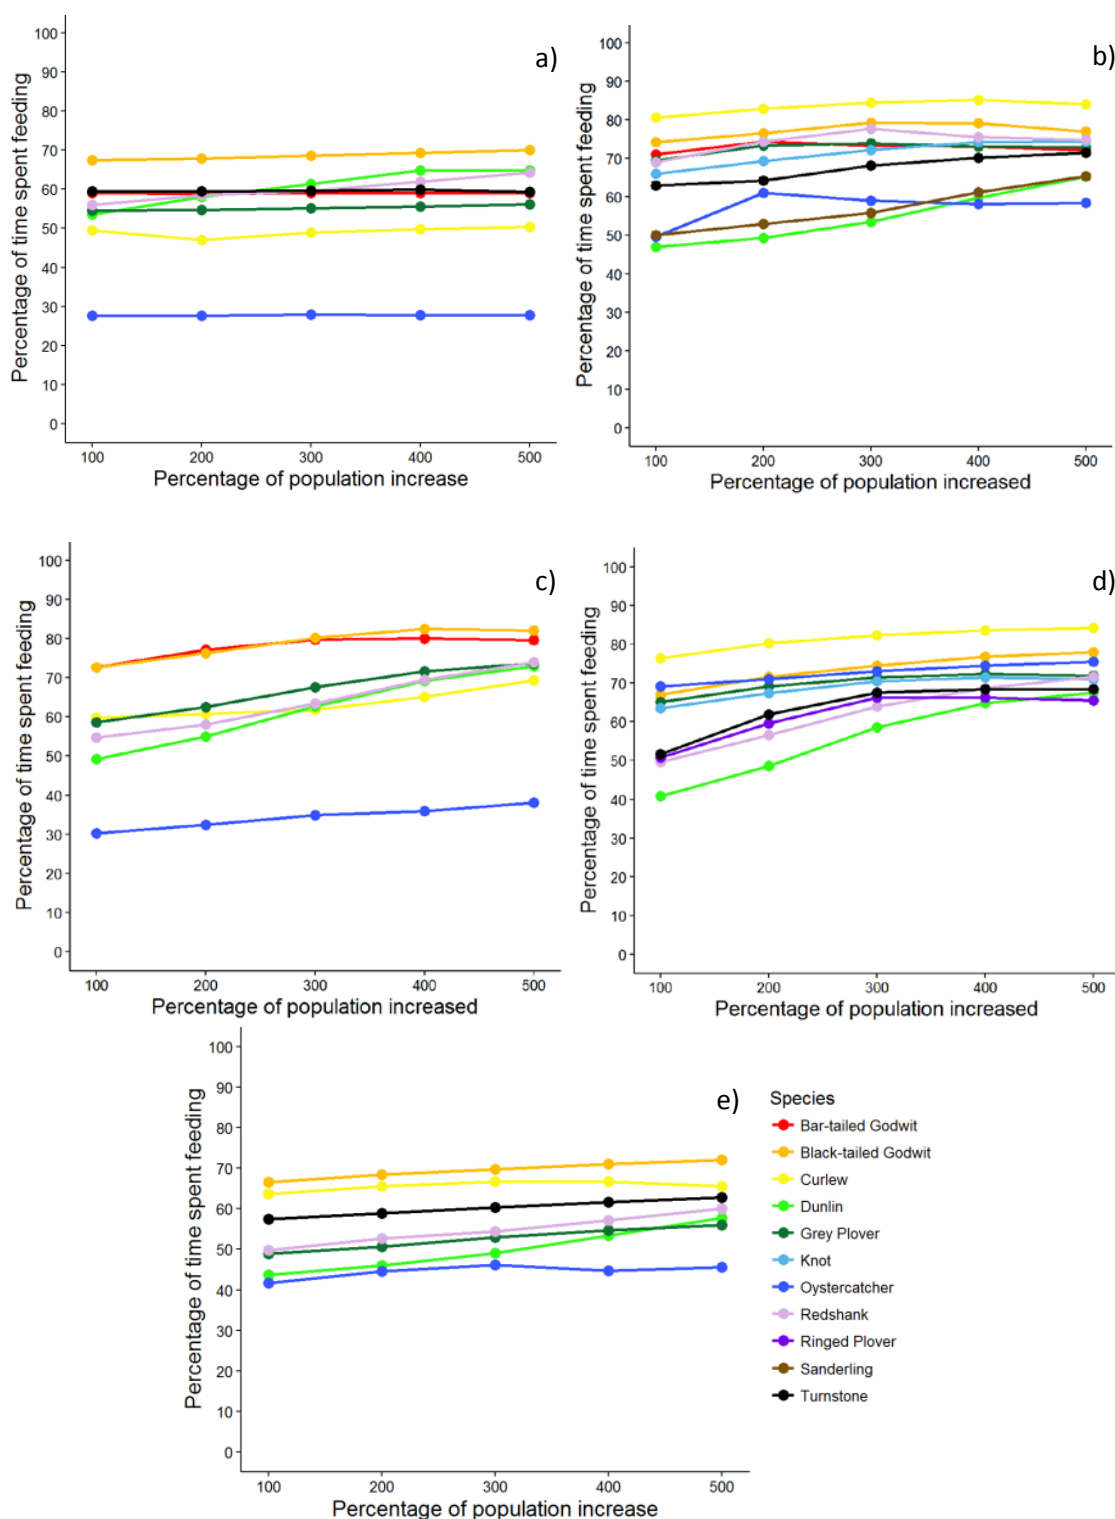 a)
Percentage of time spent feeding
100
90
80
70
60
50
40
30
20
10
0
100 200 300 400 500
Percentage of population increase
b)
Percentage of time spent feeding
100
90
80
70
60
50
40
30
20
10
0
100 200 300 400 500
Percentage of population increased
c)
Percentage of time spent feeding
100
90
80
70
60
50
40
30
20
10
0
100 200 300 400 500
Percentage of population increased
d)
Percentage of time spent feeding
100
90
80
70
60
50
40
30
20
10
0
100 200 300 400 500
Percentage of population increased
e)
Percentage of time spent feeding
100
90
80
70
60
50
40
30
20
10
0
100 200 300 400 500
Percentage of population increase
Species
Bar-tailed Godwit
Black-tailed Godwit
Curlew
Dunlin
Grey Plover
Knot
Oystercatcher
Redshank
Ringed Plover
Sanderling
Turnstone